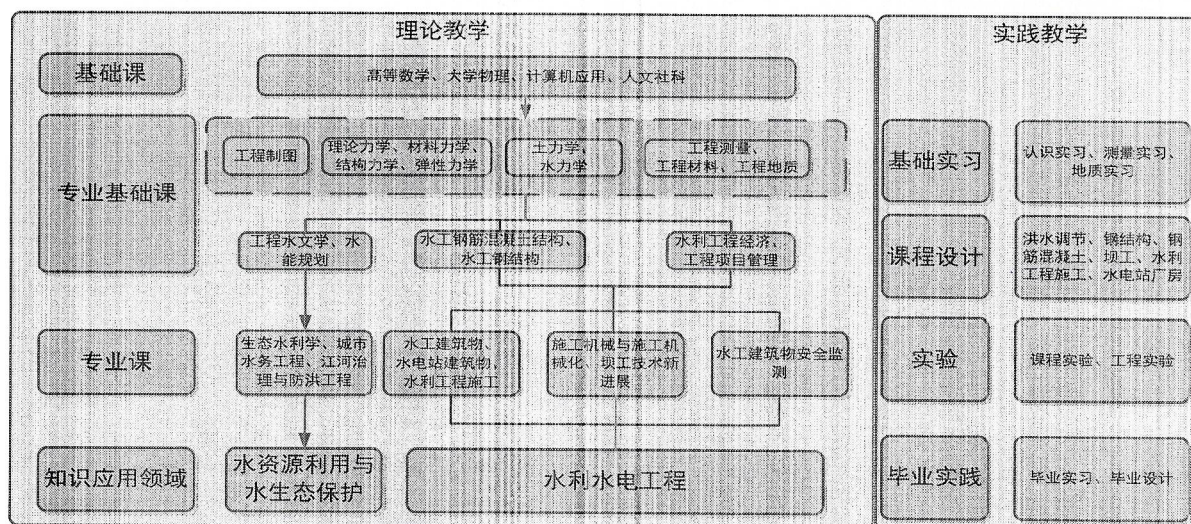 理论教学
基础课
高等数学、大学物理、计算机应用、人文社科
专业基础课
工程制图
理论力学、材料力学、
结构力学、弹性力学
土力学、
水力学
工程测量、
工程材料、工程地质
工程水文学、水
能规划
水工钢筋混凝土结构、
水工钢结构
水利工程经济、
工程项目管理
专业课
生态水利学、城市
水务工程、江河治
理与防洪工程
水工建筑物、
水电站建筑物、
水利工程施工
施工机械与施工机
械化、坝工技术新
进展
水工建筑物安全监
测
知识应用领域
水资源利用与
水生态保护
水利水电工程
实践教学
基础实习
认识实习、测量实习、
地质实习
课程设计
洪水调节、钢结构、钢
筋混凝土、坝工、水利
工程施工、水电站厂房
实验
课程实验、工程实验
毕业实践
毕业实习、毕业设计